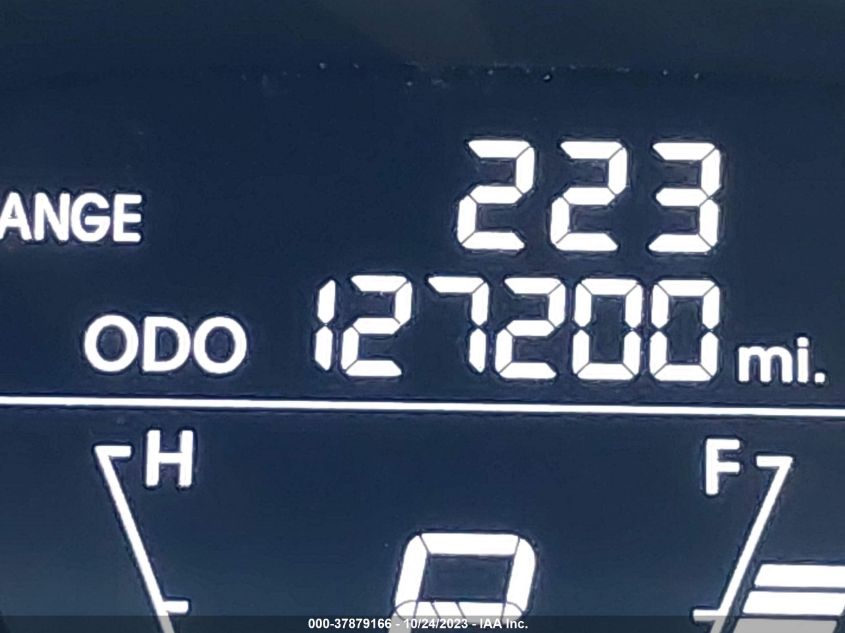 223
ANGE
ODO 127200 mi.
H F
P
000-37879166 - 10/24/2023 - IAA Inc.